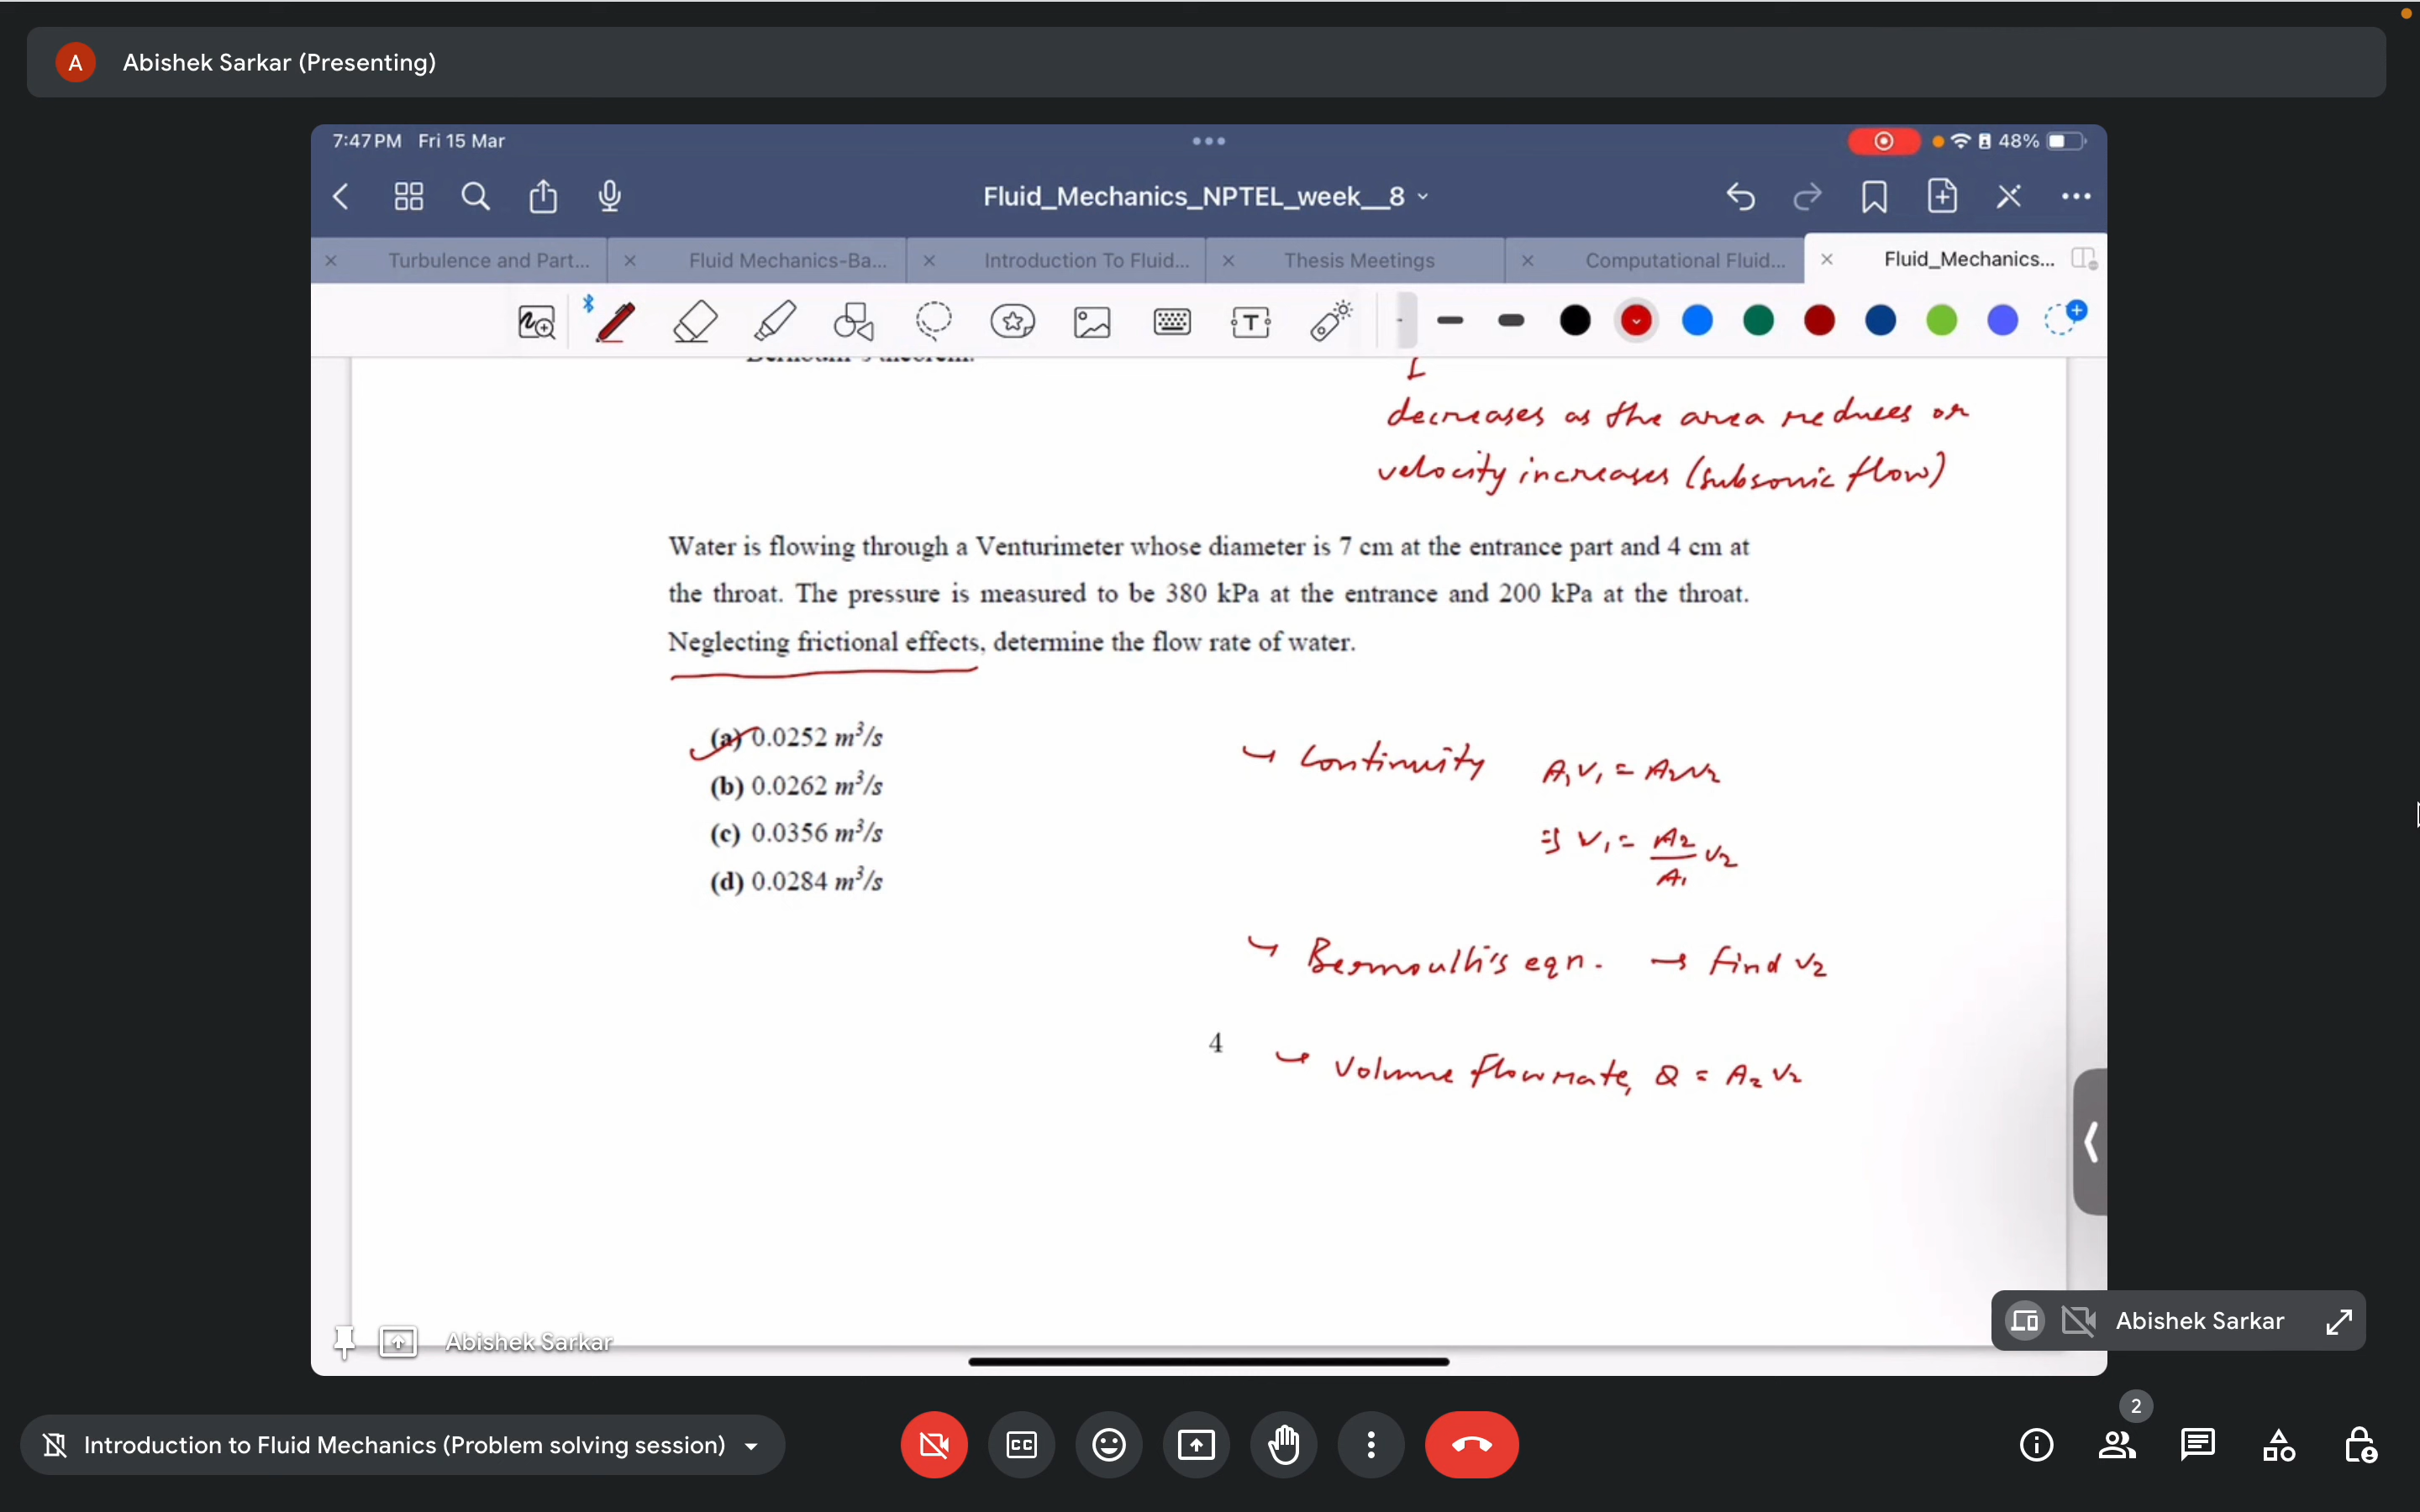 A Abishek Sarkar (Presenting)
7:47 PM Fri 15 Mar
48%
Fluid_Mechanics_NPTEL_week__8
Turbulence and Part...
Fluid Mechanics-Ba...
Introduction To Fluid...
Thesis Meetings
Computational Fluid...
Fluid_Mechanics...
T
decreases as the area reduces or
velocity increases (subsonic flow)
Water is flowing through a Venturimeter whose diameter is 7 cm at the entrance part and 4 cm at
the throat. The pressure is measured to be 380 kPa at the entrance and 200 kPa at the throat.
Neglecting frictional effects, determine the flow rate of water.
(a) 0.0252 m³/s
(b) 0.0262 m³/s
(c) 0.0356 m³/s
(d) 0.0284 m³/s
Continuity A₁v₁ = A₂v₂
⇒ v₁ = A₂/A₁ v₂
Bernoulli's eqn. → find v₂
4
Volume flow rate, Q = A₂ v₂
Abishek Sarkar
Abishek Sarkar
2
Introduction to Fluid Mechanics (Problem solving session)
CC